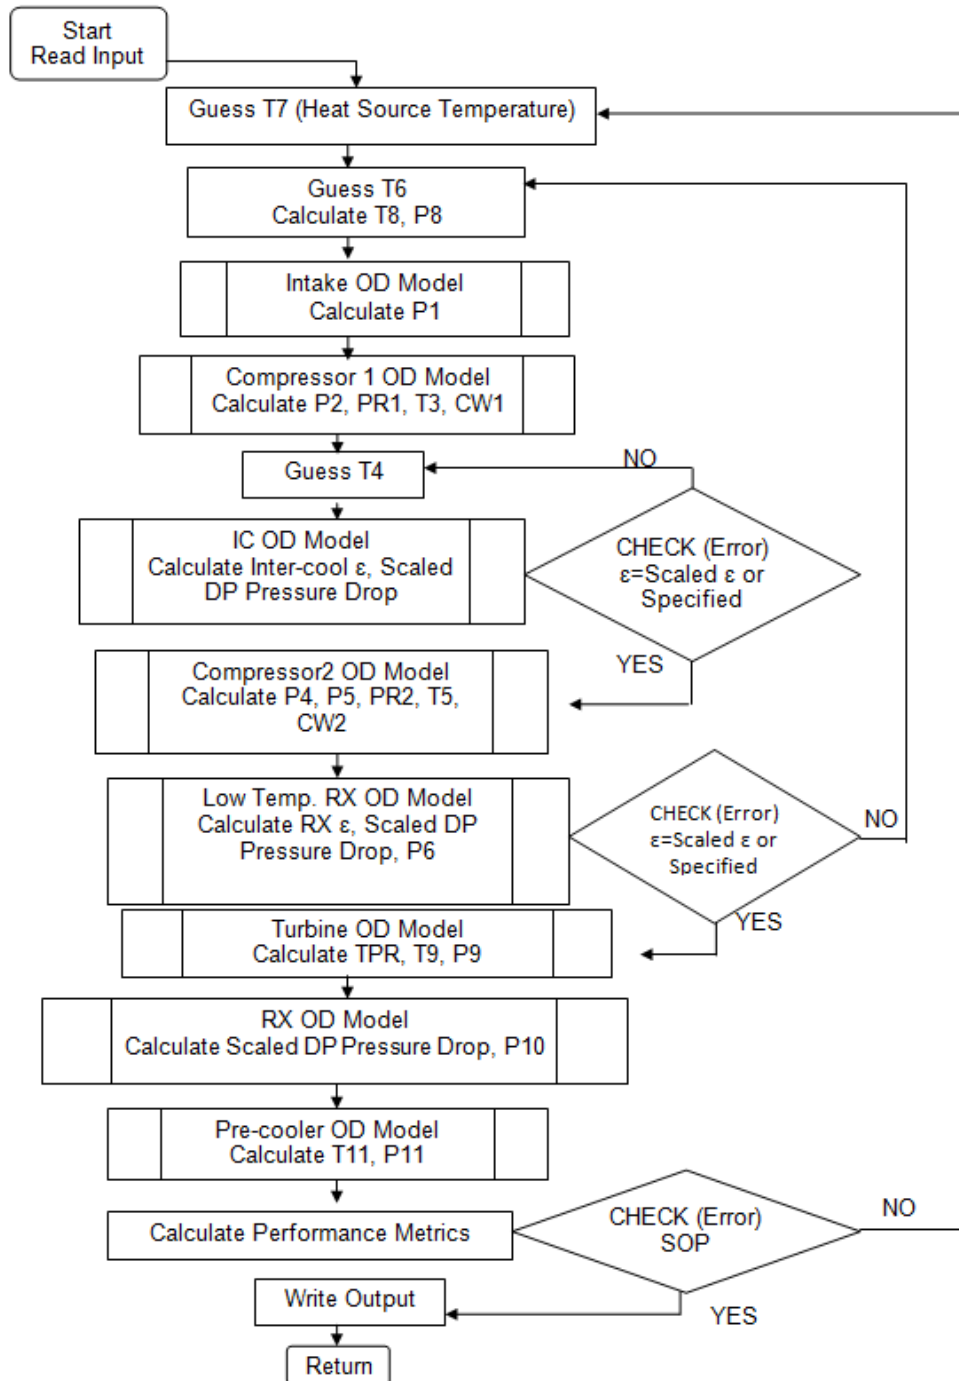 Start
Read Input
Guess T7 (Heat Source Temperature)
Guess T6
Calculate T8, P8
Intake OD Model
Calculate P1
Compressor 1 OD Model
Calculate P2, PR1, T3, CW1
Guess T4
NO
IC OD Model
Calculate Inter-cool ε, Scaled
DP Pressure Drop
CHECK (Error)
ε=Scaled ε or
Specified
YES
Compressor2 OD Model
Calculate P4, P5, PR2, T5,
CW2
Low Temp. RX OD Model
Calculate RX ε, Scaled DP
Pressure Drop, P6
CHECK (Error)
ε=Scaled ε or
Specified
NO
YES
Turbine OD Model
Calculate TPR, T9, P9
RX OD Model
Calculate Scaled DP Pressure Drop, P10
Pre-cooler OD Model
Calculate T11, P11
Calculate Performance Metrics
CHECK (Error)
SOP
NO
YES
Write Output
Return